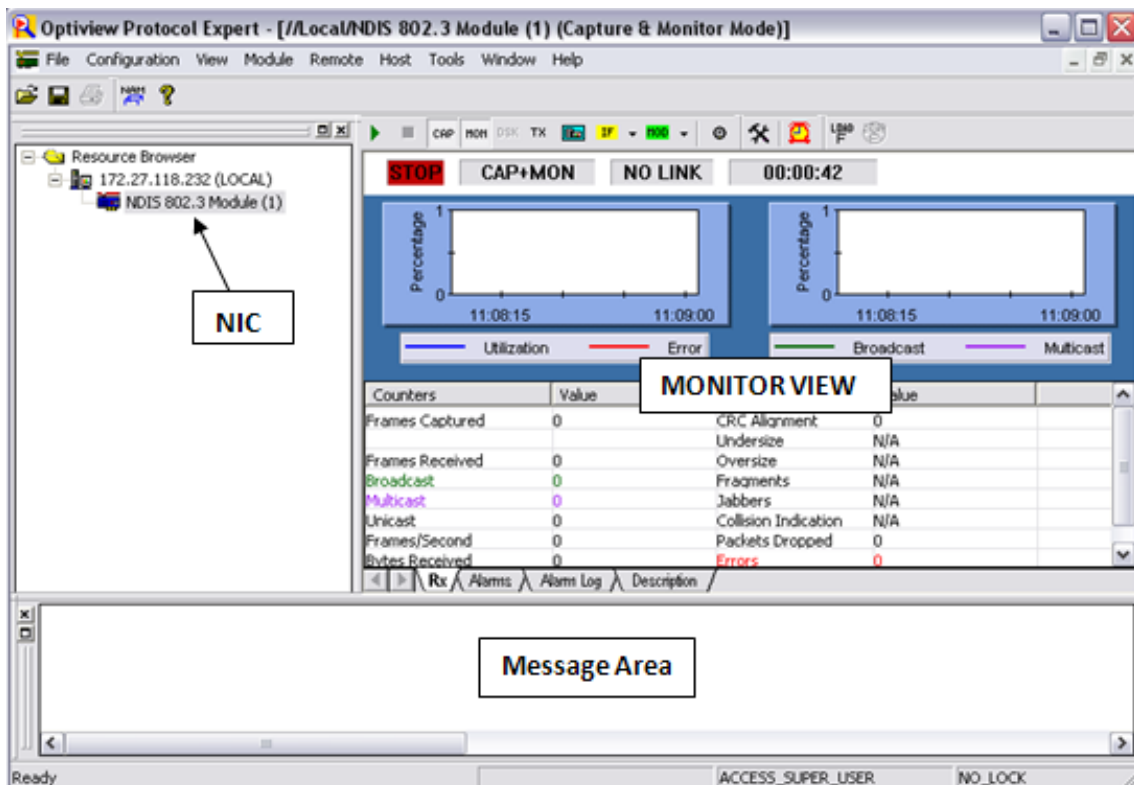 Optiview Protocol Expert - [//Local/NDIS 802.3 Module (1) (Capture & Monitor Mode)]
File Configuration View Module Remote Host Tools Window Help
NAM
CAP MON DSK TX IF MOD LOAD F
Resource Browser
172.27.118.232 (LOCAL)
NDIS 802.3 Module (1)
NIC
STOP CAP+MON NO LINK 00:00:42
Percentage
1
0
11:08:15 11:09:00
Utilization Error
Percentage
1
0
11:08:15 11:09:00
Broadcast Multicast
MONITOR VIEW
Counters Value
Frames Captured 0 CRC Alignment 0
Undersize N/A
Frames Received 0 Oversize N/A
Broadcast 0 Fragments N/A
Multicast 0 Jabbers N/A
Unicast 0 Collision Indication N/A
Frames/Second 0 Packets Dropped 0
Bytes Received 0 Errors 0
Rx Alarms Alarm Log Description
Message Area
Ready ACCESS_SUPER_USER NO_LOCK